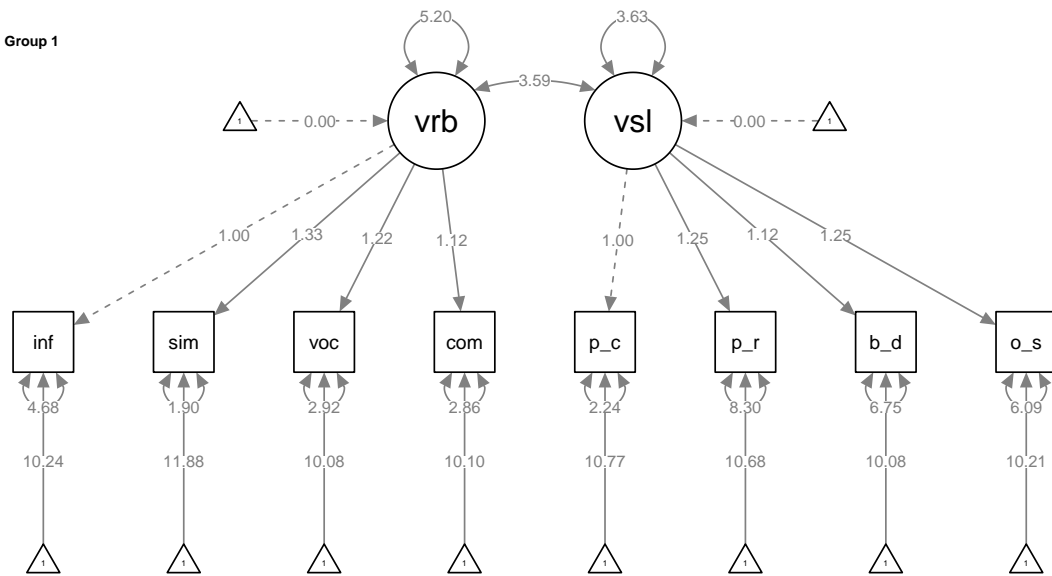 5.20 3.63
Group 1
3.59
vrb vsl
1 0.00 0.00 1
1.00 1.33 1.22 1.12 1.00 1.25 1.12 1.25
inf sim voc com p_c p_r b_d o_s
4.68 1.90 2.92 2.86 2.24 8.30 6.75 6.09
10.24 11.88 10.08 10.10 10.77 10.68 10.08 10.21
1 1 1 1 1 1 1 1